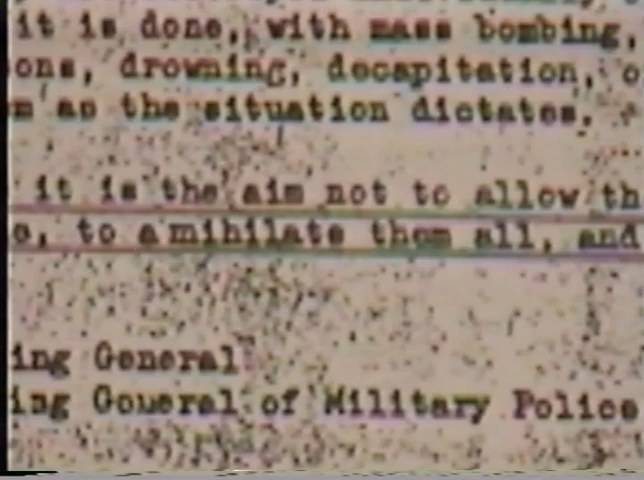 it is done, with mass bombing,
ons, drowning, decapitation, o
m as the situation dictates.
it is the aim not to allow th
e, to annihilate them all, and
ing General
ing General of Military Police